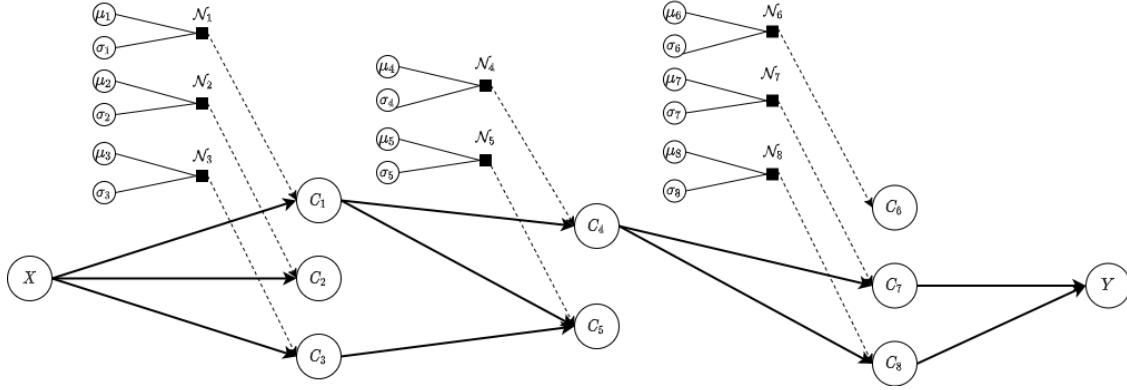 μ₁
𝒩₁
σ₁
μ₂
𝒩₂
σ₂
μ₃
𝒩₃
σ₃
μ₄
𝒩₄
σ₄
μ₅
𝒩₅
σ₅
μ₆
𝒩₆
σ₆
μ₇
𝒩₇
σ₇
μ₈
𝒩₈
σ₈
X
C₁
C₂
C₃
C₄
C₅
C₆
C₇
C₈
Y